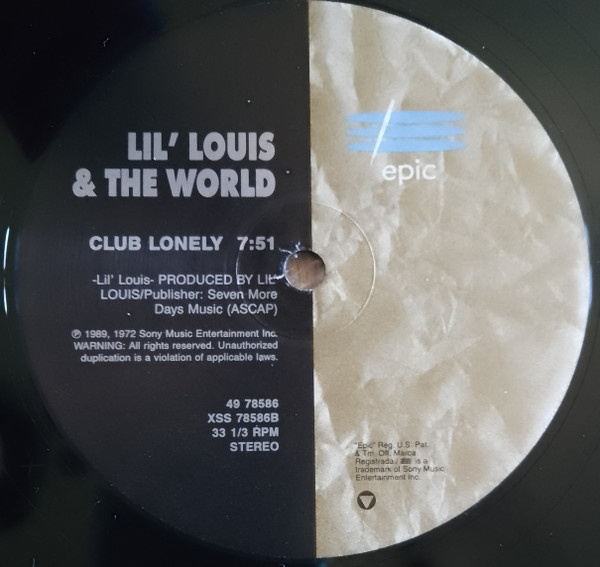 LIL' LOUIS
& THE WORLD
CLUB LONELY 7:51
-Lil' Louis- PRODUCED BY LIL'
LOUIS/Publisher: Seven More
Days Music (ASCAP)
℗ 1989, 1972 Sony Music Entertainment Inc.
WARNING: All rights reserved. Unauthorized
duplication is a violation of applicable laws.
49 78586
XSS 78586B
33 1/3 RPM
STEREO
epic
"Epic" Reg. U.S. Pat.
& Tm. Off. Marca
Registrada./ is a
trademark of Sony Music
Entertainment Inc.